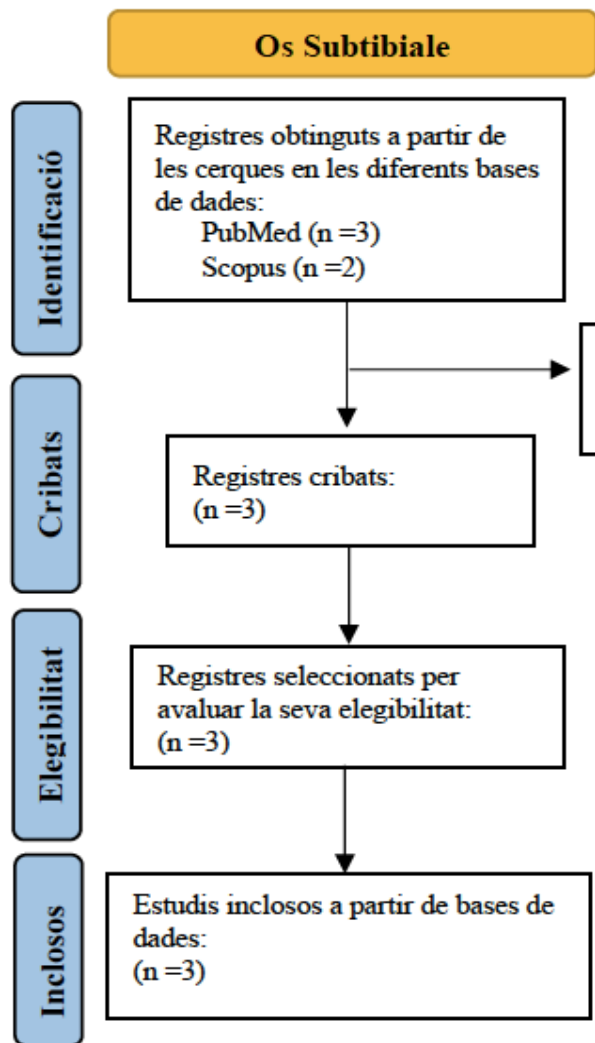 Os Subtibiale
Identificació
Registres obtinguts a partir de
les cerques en les diferents bases
de dades:
PubMed (n =3)
Scopus (n =2)
Cribats
Registres cribats:
(n =3)
Elegibilitat
Registres seleccionats per
avaluar la seva elegibilitat:
(n =3)
Inclosos
Estudis inclosos a partir de bases de
dades:
(n =3)